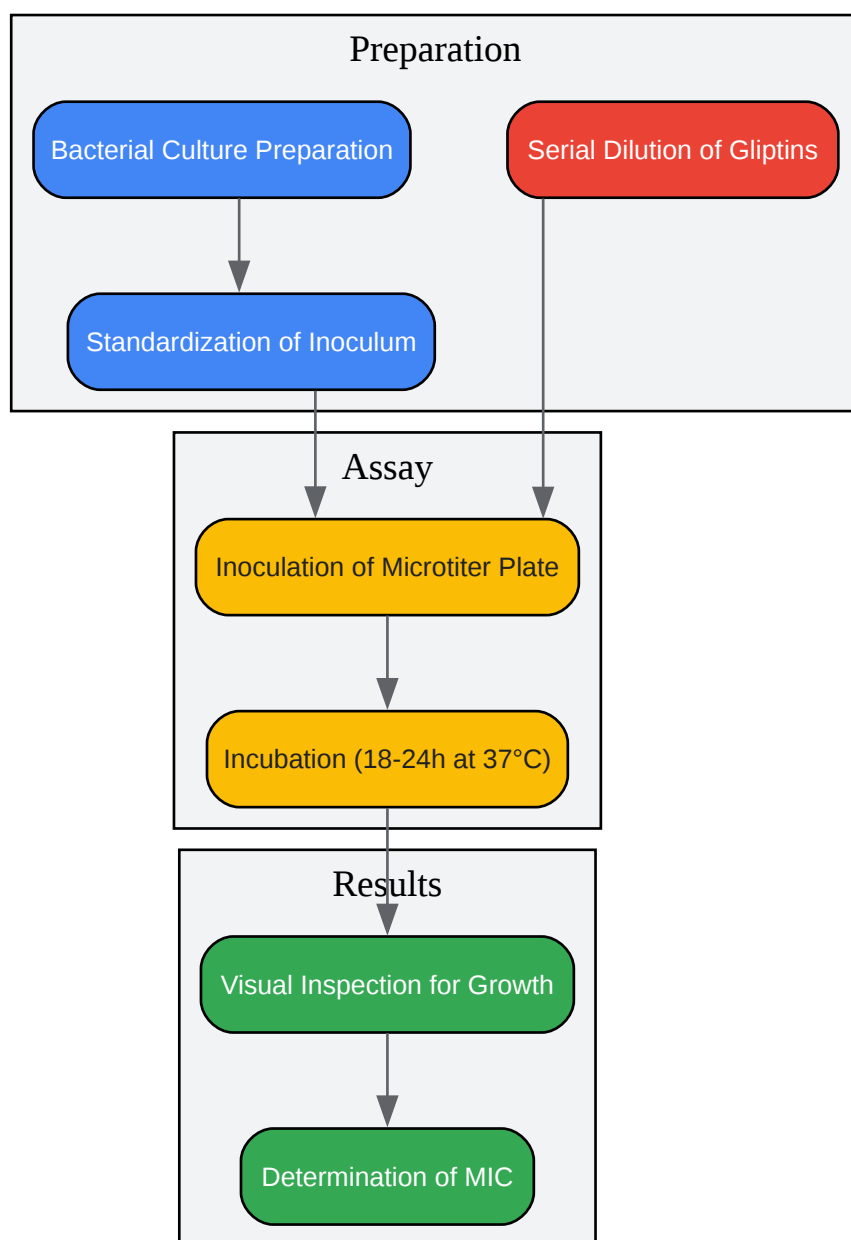 Preparation
Bacterial Culture Preparation
Serial Dilution of Gliptins
Standardization of Inoculum
Assay
Inoculation of Microtiter Plate
Incubation (18-24h at 37°C)
Results
Visual Inspection for Growth
Determination of MIC